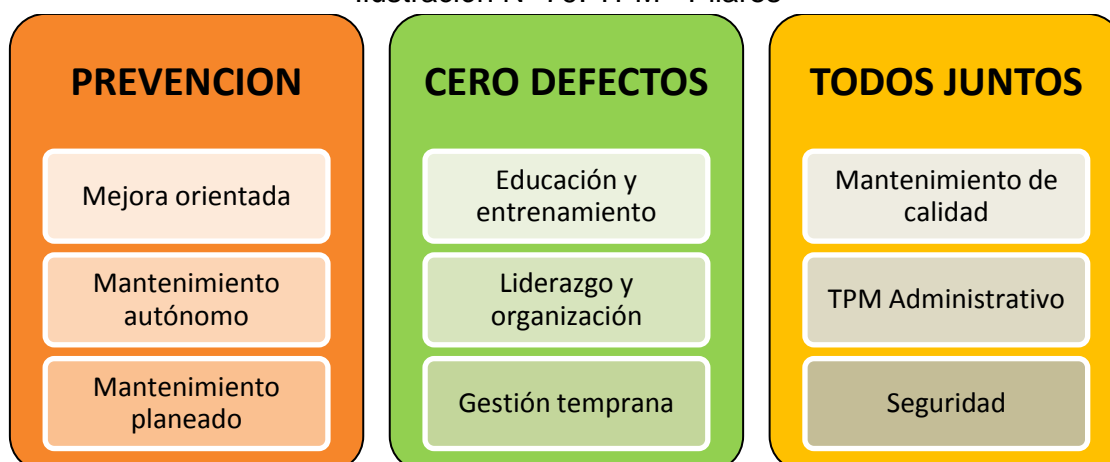 PREVENCION
Mejora orientada
Mantenimiento
autónomo
Mantenimiento
planeado
CERO DEFECTOS
Educación y
entrenamiento
Liderazgo y
organización
Gestión temprana
TODOS JUNTOS
Mantenimiento de
calidad
TPM Administrativo
Seguridad